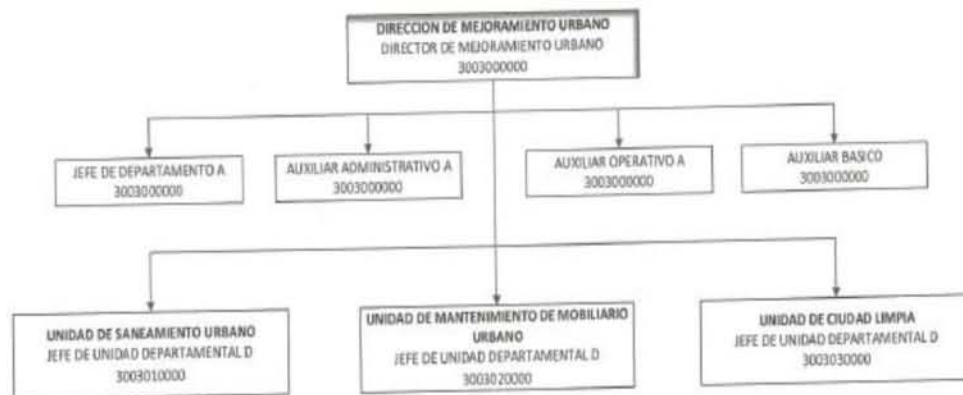 DIRECCION DE MEJORAMIENTO URBANO
DIRECTOR DE MEJORAMIENTO URBANO
3003000000
JEFE DE DEPARTAMENTO A
3003000000
AUXILIAR ADMINISTRATIVO A
3003000000
AUXILIAR OPERATIVO A
3003000000
AUXILIAR BASICO
3003000000
UNIDAD DE SANEAMIENTO URBANO
JEFE DE UNIDAD DEPARTAMENTAL D
3003010000
UNIDAD DE MANTENIMIENTO DE MOBILIARIO
URBANO
JEFE DE UNIDAD DEPARTAMENTAL D
3003020000
UNIDAD DE CIUDAD LIMPIA
JEFE DE UNIDAD DEPARTAMENTAL D
3003030000